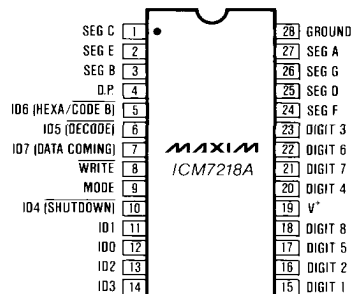 SEG C 1 28 GROUND
SEG E 2 27 SEG A
SEG B 3 26 SEG G
D.P. 4 25 SEG D
ID6 (HEXA/CODE B) 5 24 SEG F
ID5 (DECODE) 6 23 DIGIT 3
ID7 (DATA COMING) 7 22 DIGIT 6
MAXIM
WRITE 8 21 DIGIT 7
ICM7218A
MODE 9 20 DIGIT 4
ID4 (SHUTDOWN) 10 19 V+
ID1 11 18 DIGIT 8
ID0 12 17 DIGIT 5
ID2 13 16 DIGIT 2
ID3 14 15 DIGIT 1